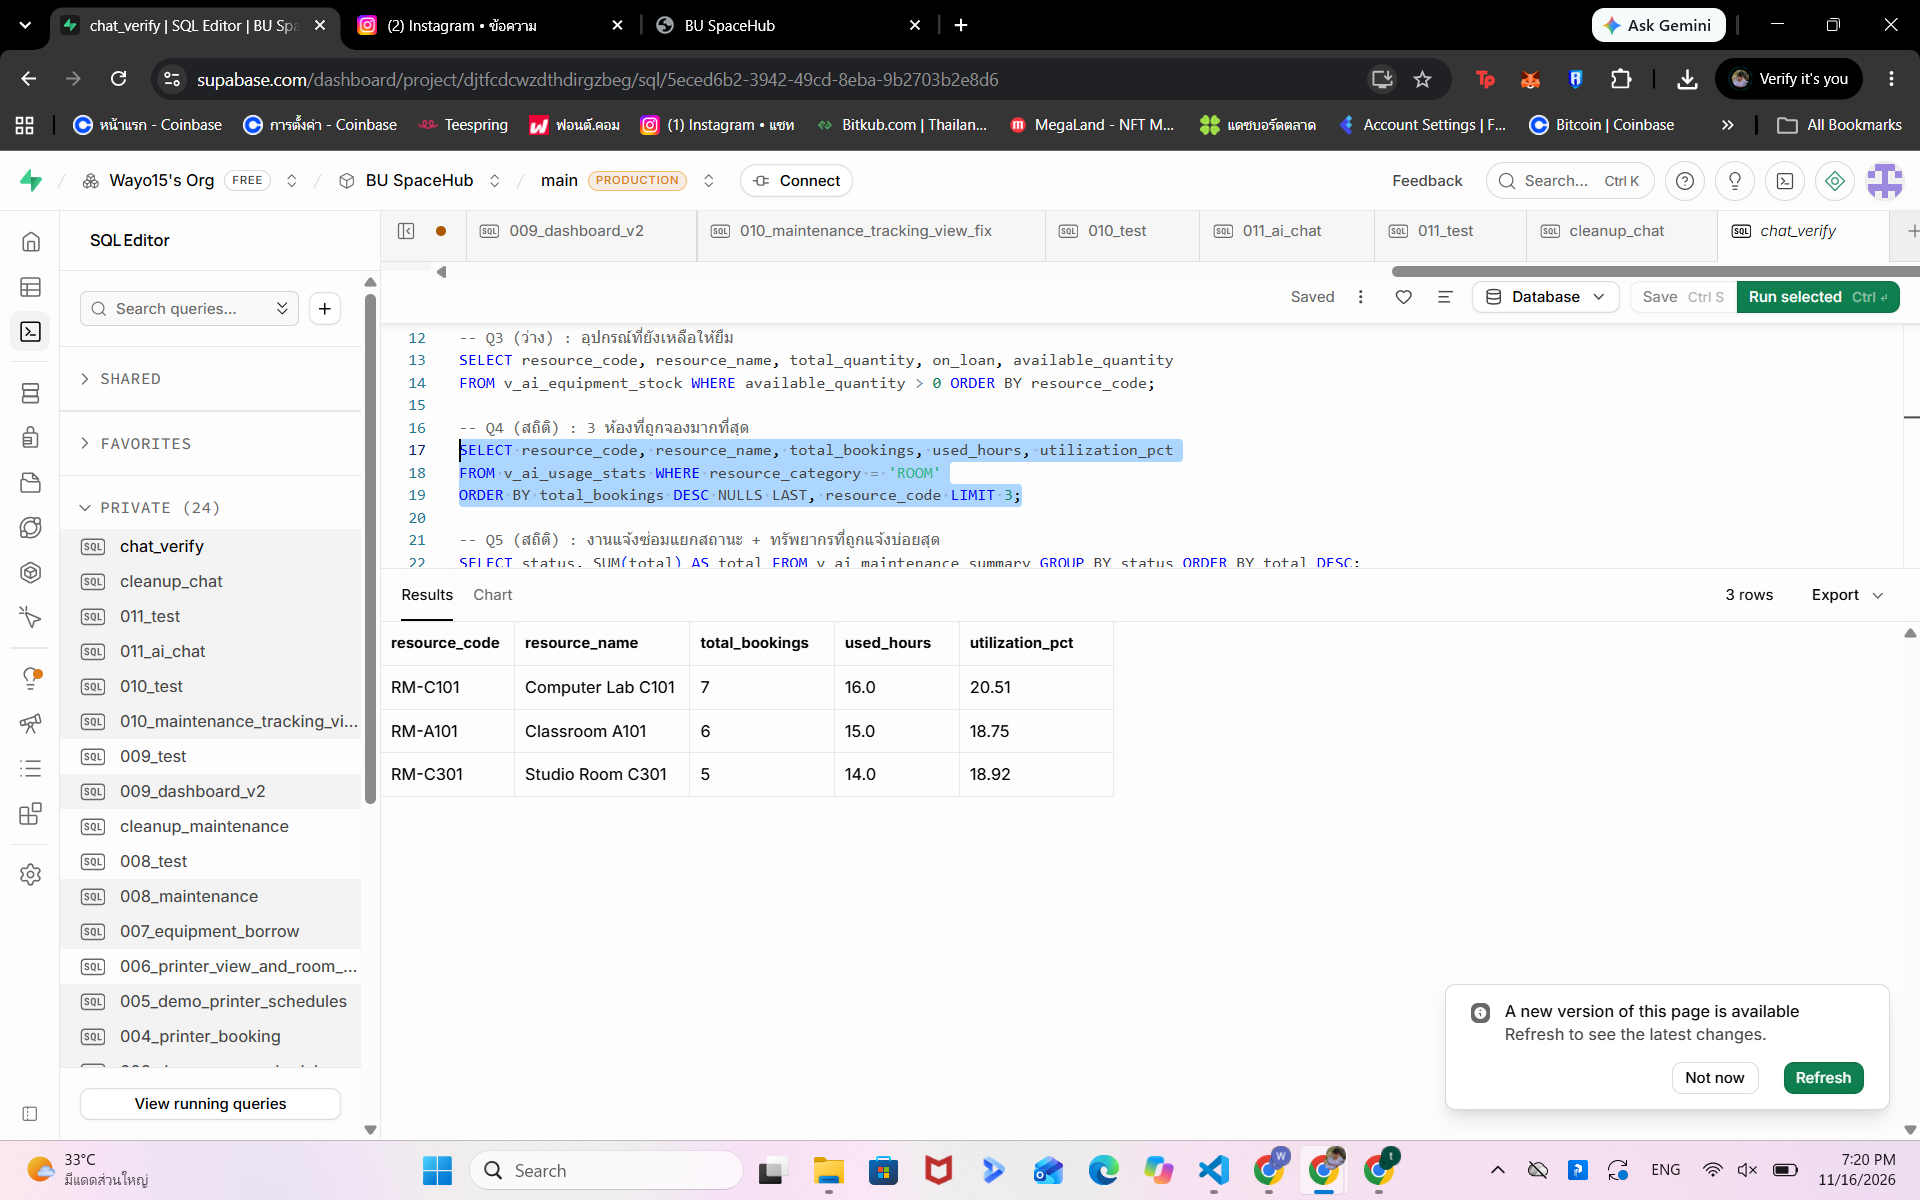 chat_verify | SQL Editor | BU Spa
(2) Instagram • ข้อความ
BU SpaceHub
Ask Gemini
supabase.com/dashboard/project/djtfcdcwzdthdirgzbeg/sql/5eced6b2-3942-49cd-8eba-9b2703b2e8d6
Verify it's you
หน้าแรก - Coinbase
การตั้งค่า - Coinbase
Teespring
ฟอนต์.คอม
(1) Instagram • แชท
Bitkub.com | Thailan...
MegaLand - NFT M...
แดชบอร์ดตลาด
Account Settings | F...
Bitcoin | Coinbase
All Bookmarks
Wayo15's Org FREE
BU SpaceHub
main PRODUCTION
Connect
Feedback
Search... Ctrl K
SQL Editor
009_dashboard_v2
010_maintenance_tracking_view_fix
010_test
011_ai_chat
011_test
cleanup_chat
chat_verify
Search queries...
Saved
Database
Save Ctrl S
Run selected Ctrl ↵
SHARED
FAVORITES
PRIVATE (24)
chat_verify
cleanup_chat
011_test
011_ai_chat
010_test
010_maintenance_tracking_vi...
009_test
009_dashboard_v2
cleanup_maintenance
008_test
008_maintenance
007_equipment_borrow
006_printer_view_and_room_...
005_demo_printer_schedules
004_printer_booking
View running queries
12 -- Q3 (ว่าง) : อุปกรณ์ที่ยังเหลือให้ยืม
13 SELECT resource_code, resource_name, total_quantity, on_loan, available_quantity
14 FROM v_ai_equipment_stock WHERE available_quantity > 0 ORDER BY resource_code;
15
16 -- Q4 (สถิติ) : 3 ห้องที่ถูกจองมากที่สุด
17 SELECT resource_code, resource_name, total_bookings, used_hours, utilization_pct
18 FROM v_ai_usage_stats WHERE resource_category = 'ROOM'
19 ORDER BY total_bookings DESC NULLS LAST, resource_code LIMIT 3;
20
21 -- Q5 (สถิติ) : งานแจ้งซ่อมแยกสถานะ + ทรัพยากรที่ถูกแจ้งบ่อยสุด
22 SELECT status, SUM(total) AS total FROM v_ai_maintenance_summary GROUP BY status ORDER BY total DESC;
Results
Chart
3 rows
Export
resource_code resource_name total_bookings used_hours utilization_pct
RM-C101 Computer Lab C101 7 16.0 20.51
RM-A101 Classroom A101 6 15.0 18.75
RM-C301 Studio Room C301 5 14.0 18.92
A new version of this page is available
Refresh to see the latest changes.
Not now
Refresh
33°C
มีแดดส่วนใหญ่
Search
ENG
7:20 PM
11/16/2026